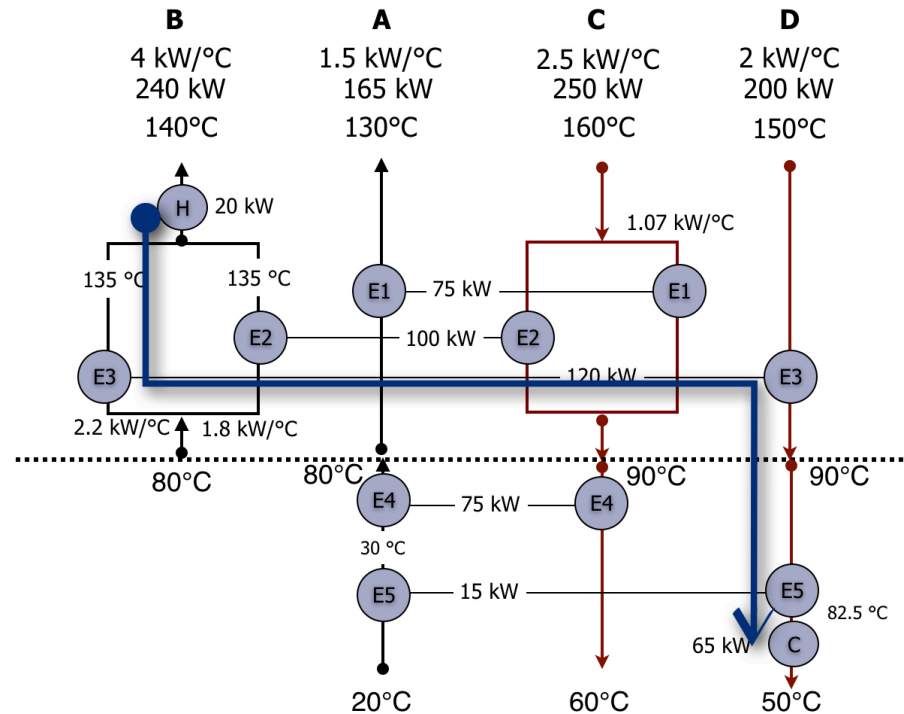 B A C D
4 kW/°C 1.5 kW/°C 2.5 kW/°C 2 kW/°C
240 kW 165 kW 250 kW 200 kW
140°C 130°C 160°C 150°C
H 20 kW
1.07 kW/°C
135 °C 135 °C
E1 75 kW E1
E2 100 kW E2
E3 120 kW E3
2.2 kW/°C 1.8 kW/°C
80°C 80°C 90°C 90°C
E4 75 kW E4
30 °C
E5 15 kW E5
82.5 °C
65 kW C
20°C 60°C 50°C